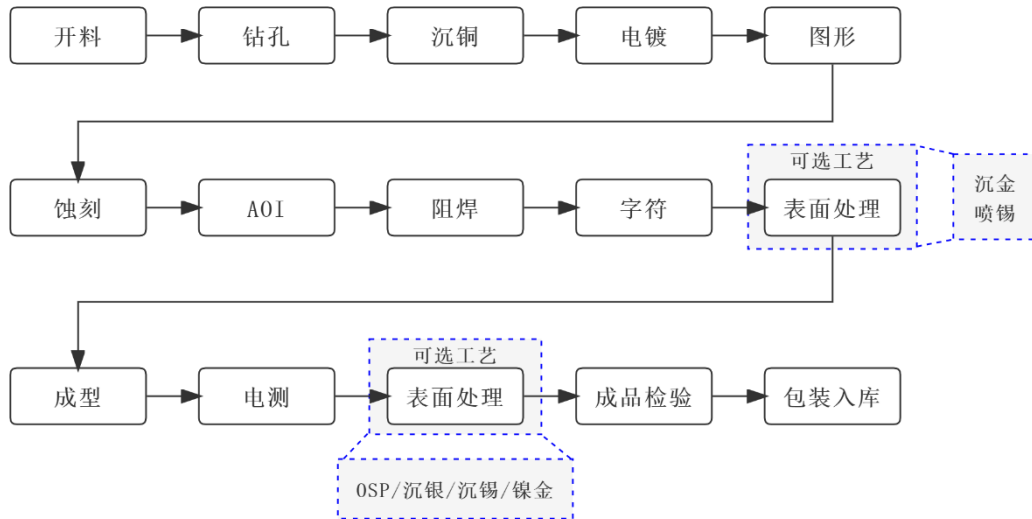 开料
钻孔
沉铜
电镀
图形
蚀刻
AOI
阻焊
字符
可选工艺
表面处理
沉金
喷锡
成型
电测
可选工艺
表面处理
OSP/沉银/沉锡/镍金
成品检验
包装入库